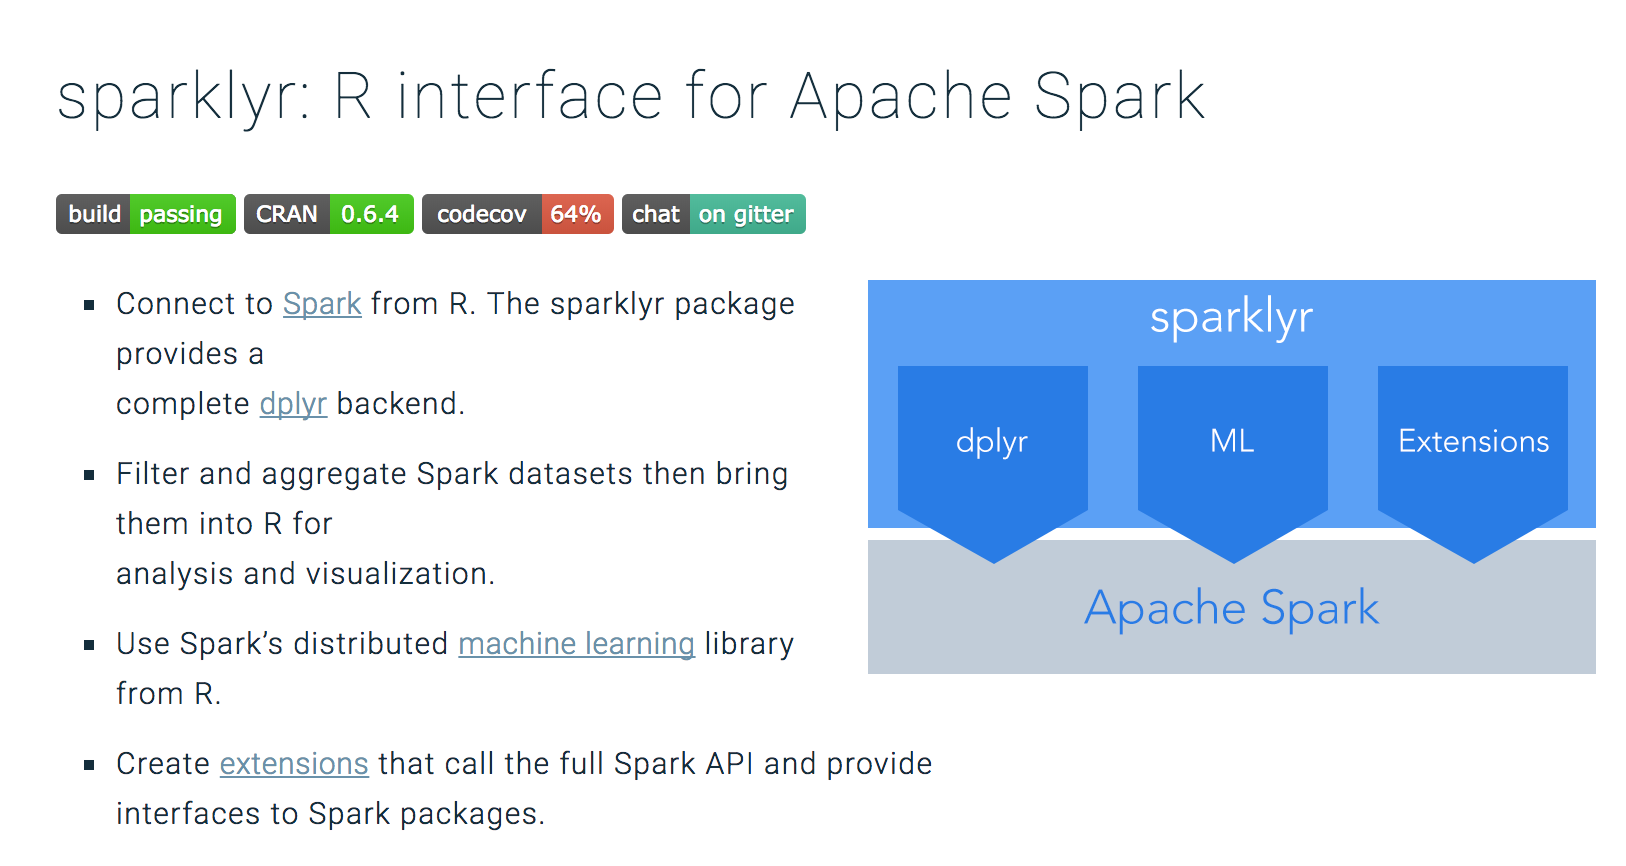 sparklyr: R interface for Apache Spark
build passing CRAN 0.6.4 codecov 64% chat on gitter
Connect to Spark from R. The sparklyr package
provides a
complete dplyr backend.
Filter and aggregate Spark datasets then bring
them into R for
analysis and visualization.
Use Spark’s distributed machine learning library
from R.
Create extensions that call the full Spark API and provide
interfaces to Spark packages.
sparklyr
dplyr ML Extensions
Apache Spark